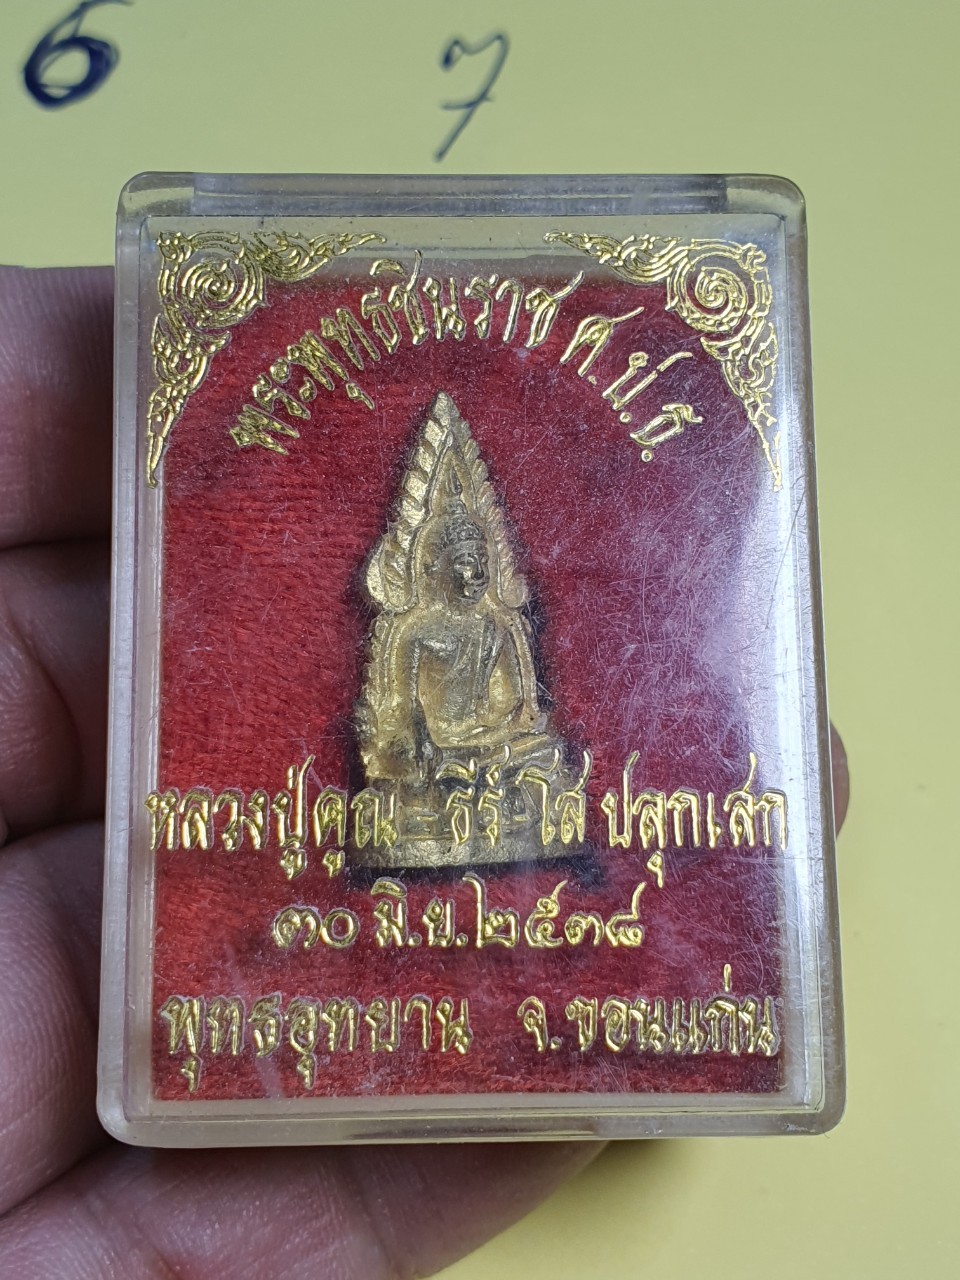 6 7
พระพุทธชินราช ศ.ป.ธ.
หลวงปู่คูณ ธีร์โส ปลุกเสก
๓๐ มิ.ย.๒๕๓๘
พุทธอุทยาน จ.ขอนแก่น